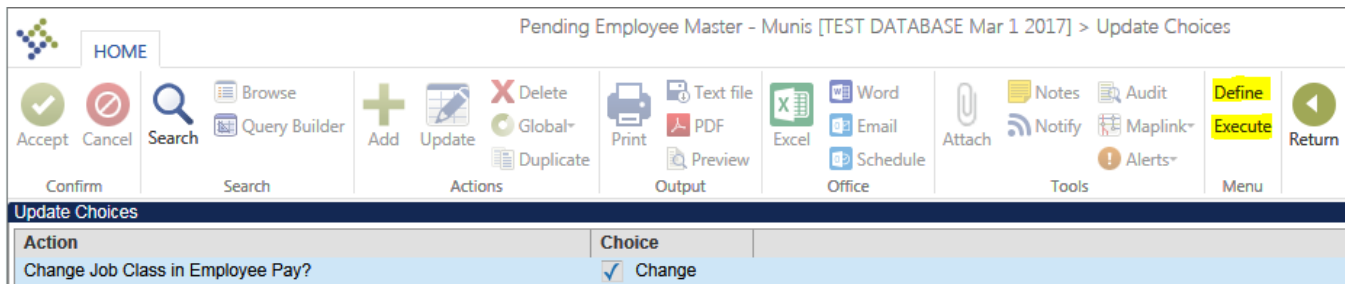 Pending Employee Master - Munis [TEST DATABASE Mar 1 2017] > Update Choices
HOME
Accept
Cancel
Confirm
Search
Browse
Query Builder
Search
Add
Update
Delete
Global
Duplicate
Actions
Print
Text file
PDF
Preview
Output
Excel
Word
Email
Schedule
Office
Attach
Notes
Notify
Audit
Maplink
Alerts
Tools
Define
Execute
Menu
Return
Update Choices
Action Choice
Change Job Class in Employee Pay? Change